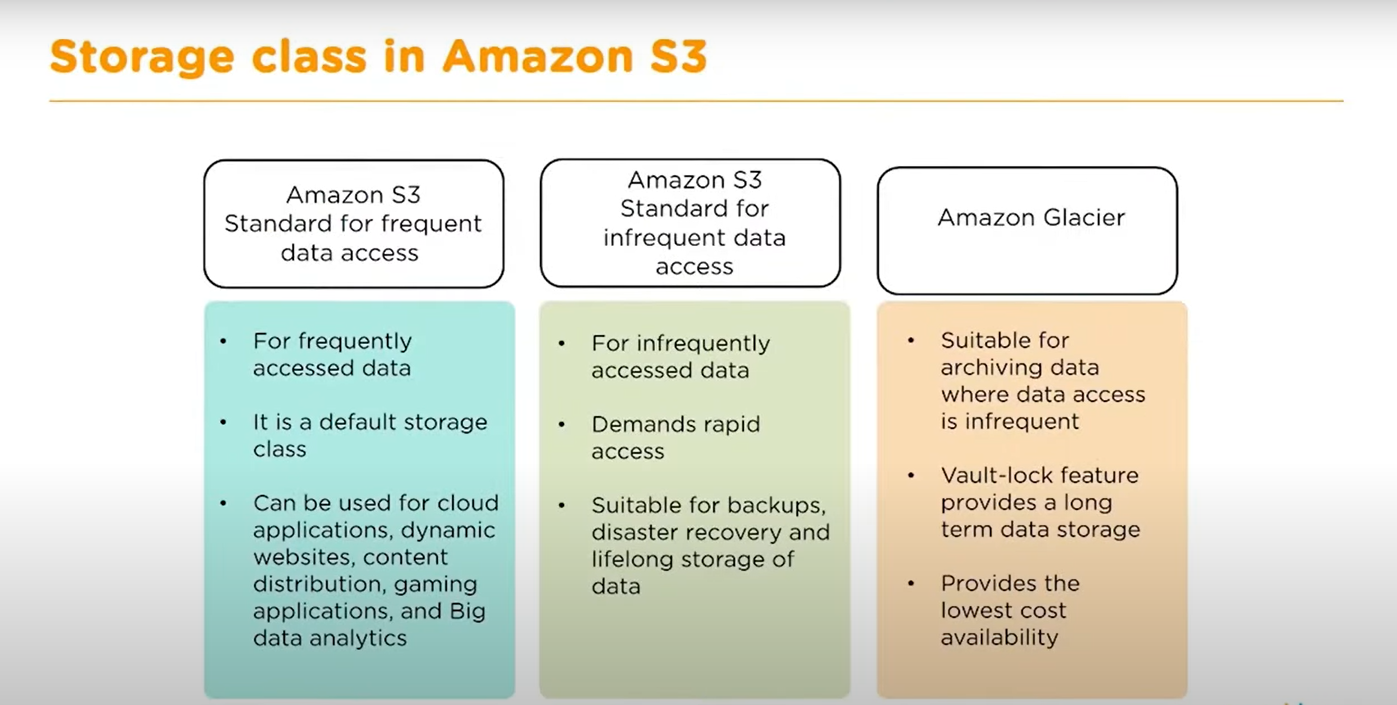 Storage class in Amazon S3
Amazon S3
Standard for frequent
data access
• For frequently
accessed data
• It is a default storage
class
• Can be used for cloud
applications, dynamic
websites, content
distribution, gaming
applications, and Big
data analytics
Amazon S3
Standard for
infrequent data
access
• For infrequently
accessed data
• Demands rapid
access
• Suitable for backups,
disaster recovery and
lifelong storage of
data
Amazon Glacier
• Suitable for
archiving data
where data access
is infrequent
• Vault-lock feature
provides a long
term data storage
• Provides the
lowest cost
availability